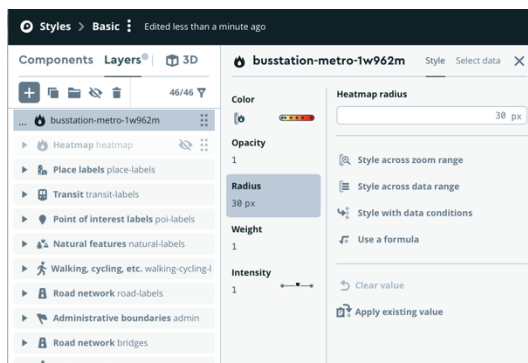 Styles > Basic Edited less than a minute ago
Components Layers 3D
46/46
... busstation-metro-1w962m
Heatmap heatmap
Place labels place-labels
Transit transit-labels
Point of interest labels poi-labels
Natural features natural-labels
Walking, cycling, etc. walking-cycling-l
Road network road-labels
Administrative boundaries admin
Road network bridges
busstation-metro-1w962m Style Select data
Color
Opacity
1
Radius
30 px
Weight
1
Intensity
1
Heatmap radius
30 px
Style across zoom range
Style across data range
Style with data conditions
Use a formula
Clear value
Apply existing value